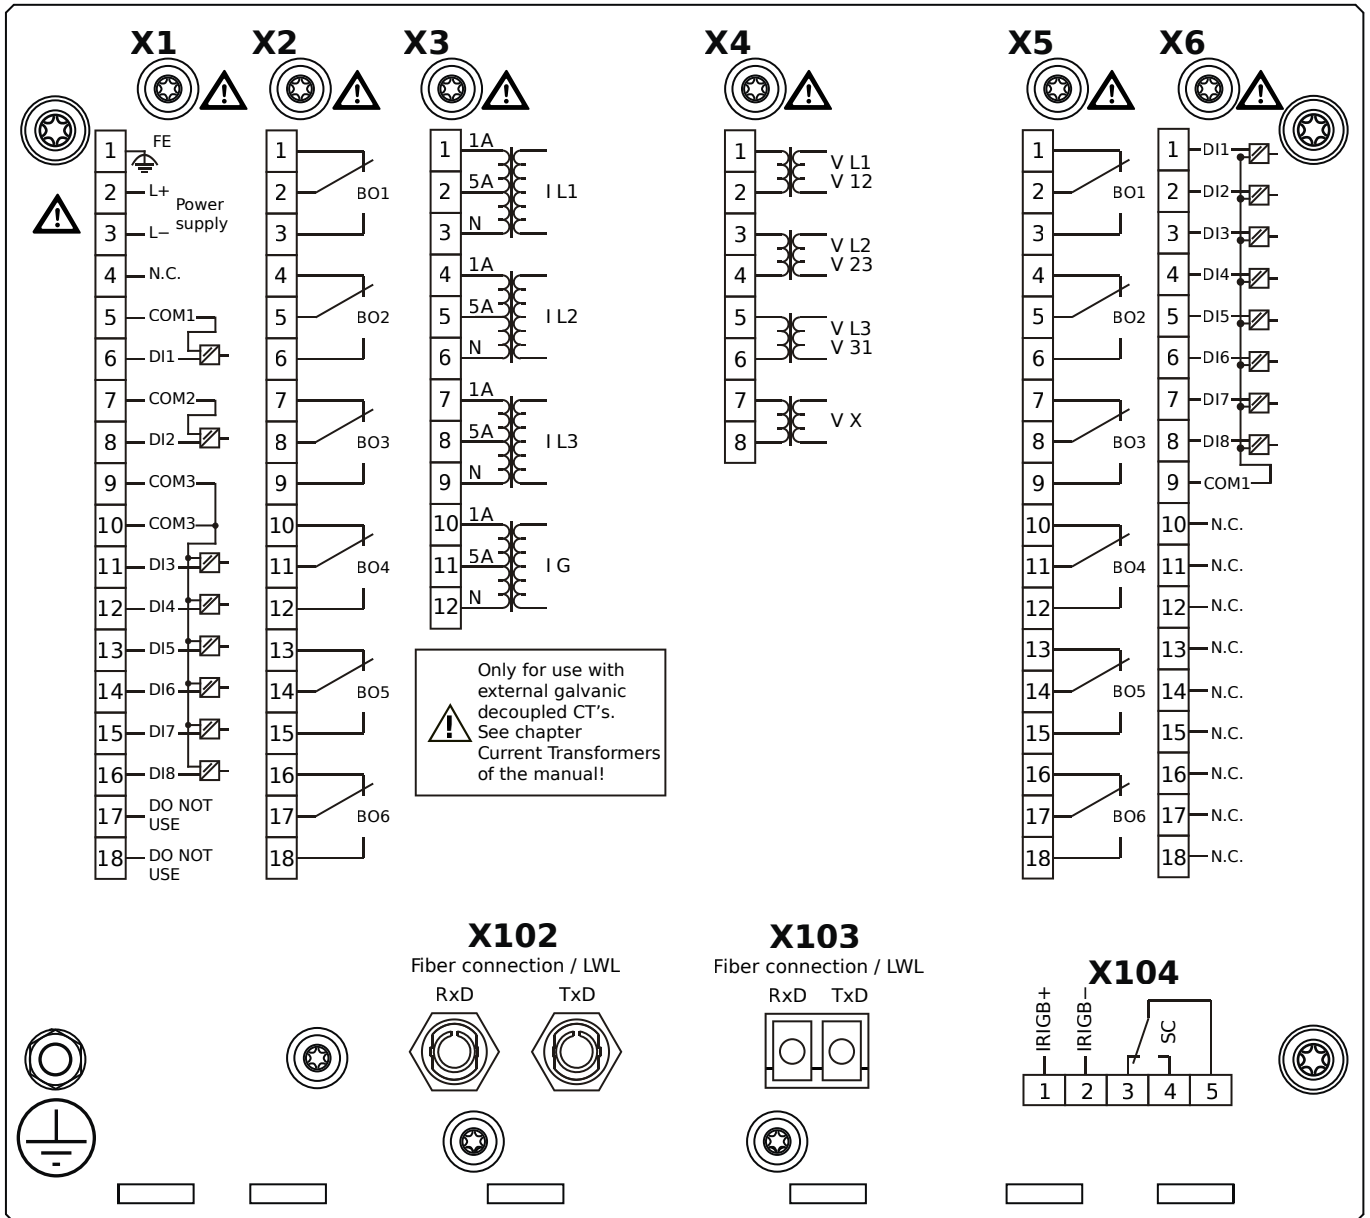 X1 X2 X3 X4 X5 X6
1 FE
2 L+
Power
supply
3 L−
4 N.C.
5 COM1
6 DI1
7 COM2
8 DI2
9 COM3
10 COM3
11 DI3
12 DI4
13 DI5
14 DI6
15 DI7
16 DI8
17 DO NOT
USE
18 DO NOT
USE
1
2 BO1
3
4
5 BO2
6
7
8 BO3
9
10
11 BO4
12
13
14 BO5
15
16
17 BO6
18
1 1A
2 5A I L1
3 N
4 1A
5 5A I L2
6 N
7 1A
8 5A I L3
9 N
10 1A
11 5A I G
12 N
Only for use with
external galvanic
decoupled CT's.
See chapter
Current Transformers
of the manual!
1 V L1
2 V 12
3 V L2
4 V 23
5 V L3
6 V 31
7 V X
8
1
2 BO1
3
4
5 BO2
6
7
8 BO3
9
10
11 BO4
12
13
14 BO5
15
16
17 BO6
18
1 DI1
2 DI2
3 DI3
4 DI4
5 DI5
6 DI6
7 DI7
8 DI8
9 COM1
10 N.C.
11 N.C.
12 N.C.
13 N.C.
14 N.C.
15 N.C.
16 N.C.
17 N.C.
18 N.C.
X102
Fiber connection / LWL
RxD TxD
X103
Fiber connection / LWL
RxD TxD
X104
IRIGB+
IRIGB−
SC
1 2 3 4 5